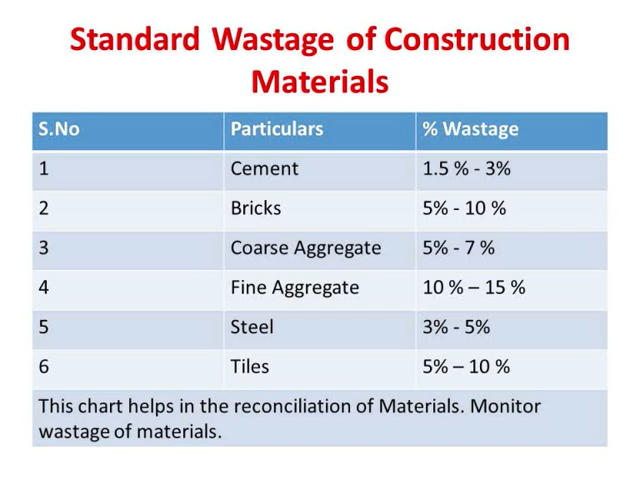 Standard Wastage of Construction
Materials
S.No Particulars % Wastage
1 Cement 1.5 % - 3%
2 Bricks 5% - 10 %
3 Coarse Aggregate 5% - 7 %
4 Fine Aggregate 10 % – 15 %
5 Steel 3% - 5%
6 Tiles 5% – 10 %
This chart helps in the reconciliation of Materials. Monitor
wastage of materials.